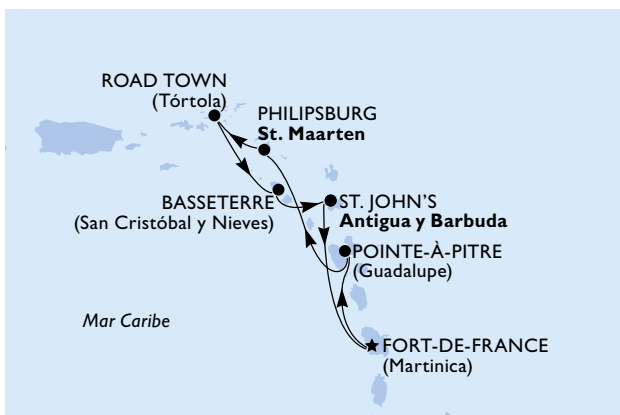 ROAD TOWN
(Tórtola)
PHILIPSBURG
St. Maarten
BASSETERRE
(San Cristóbal y Nieves)
ST. JOHN'S
Antigua y Barbuda
POINTE-À-PITRE
(Guadalupe)
Mar Caribe
FORT-DE-FRANCE
(Martinica)